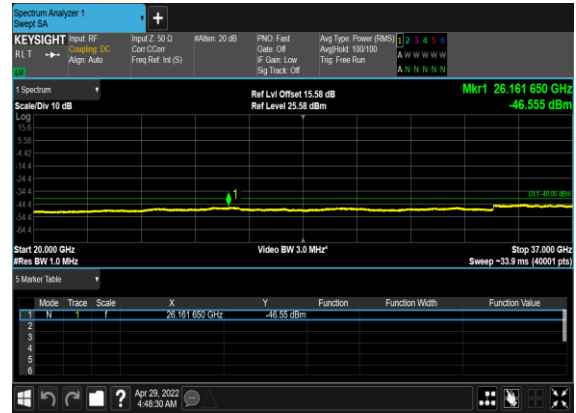 Spectrum Analyzer 1
Swept SA
+
KEYSIGHT Input: RF Input Z: 50 Ω #Atten: 20 dB PNO: Fast Avg Type: Power (RMS) 1 2 3 4 5 6
RLT Coupling: DC Corr CCorr Gate: Off Avg|Hold: 100/100 A W W W W W
Align: Auto Freq Ref: Int (S) IF Gain: Low Trig: Free Run
Sig Track: Off A N N N N N
LXI
1 Spectrum Ref Lvl Offset 15.58 dB Mkr1 26.161 650 GHz
Scale/Div 10 dB Ref Level 25.58 dBm -46.555 dBm
Log
15.6
5.58
-4.42
-14.4
-24.4
-34.4 1 DL1 -40.00 dBm
-44.4
-54.4
-64.4
Start 20.000 GHz Video BW 3.0 MHz* Stop 37.000 GHz
#Res BW 1.0 MHz Sweep ~33.9 ms (40001 pts)
5 Marker Table
Mode Trace Scale X Y Function Function Width Function Value
1 N 1 f 26.161 650 GHz -46.55 dBm
2
3
4
5
6
? Apr 29, 2022
4:48:30 AM